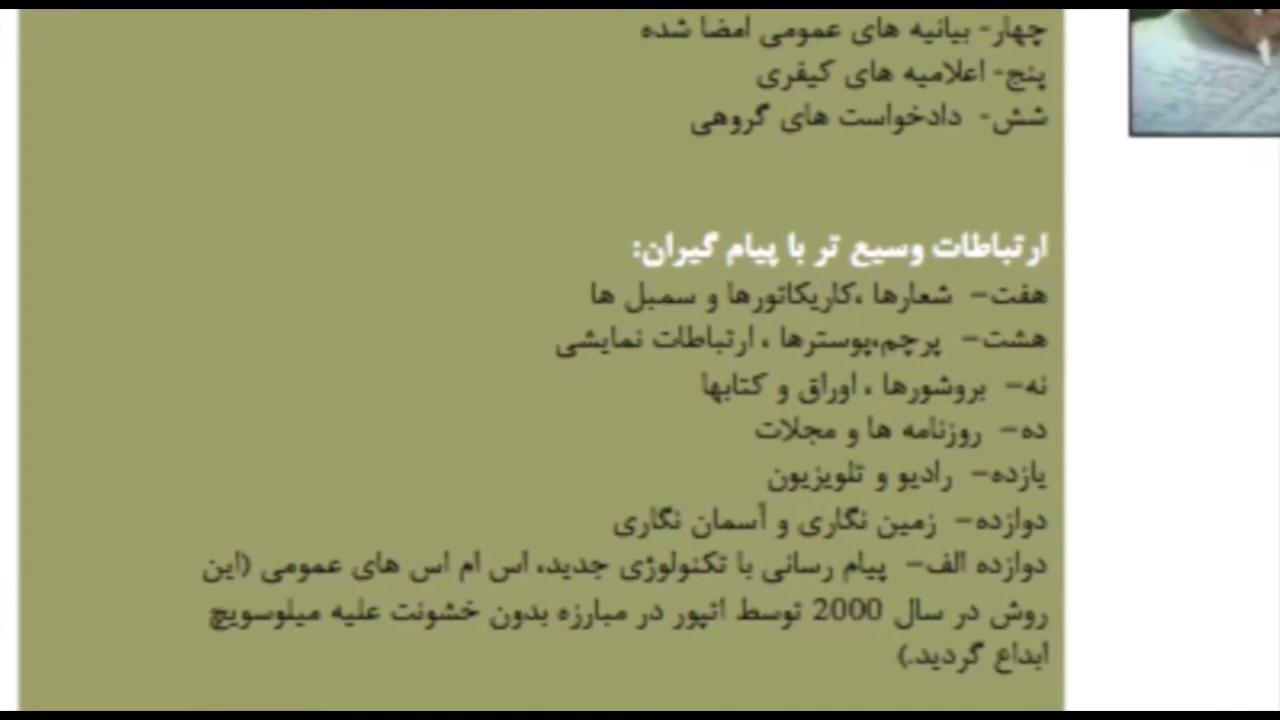 چهار- بیانیه های عمومی امضا شده
پنج- اعلامیه های کیفری
شش- دادخواست های گروهی
ارتباطات وسیع تر با پیام گیران:
هفت– شعارها ،کاریکاتورها و سمبل ها
هشت– پرچم،پوسترها ، ارتباطات نمایشی
نه– بروشورها ، اوراق و کتابها
ده– روزنامه ها و مجلات
یازده– رادیو و تلویزیون
دوازده– زمین نگاری و آسمان نگاری
دوازده الف– پیام رسانی با تکنولوژی جدید، اس ام اس های عمومی (این
روش در سال 2000 توسط اتپور در مبارزه بدون خشونت علیه میلوسویچ
ابداع گردید.)